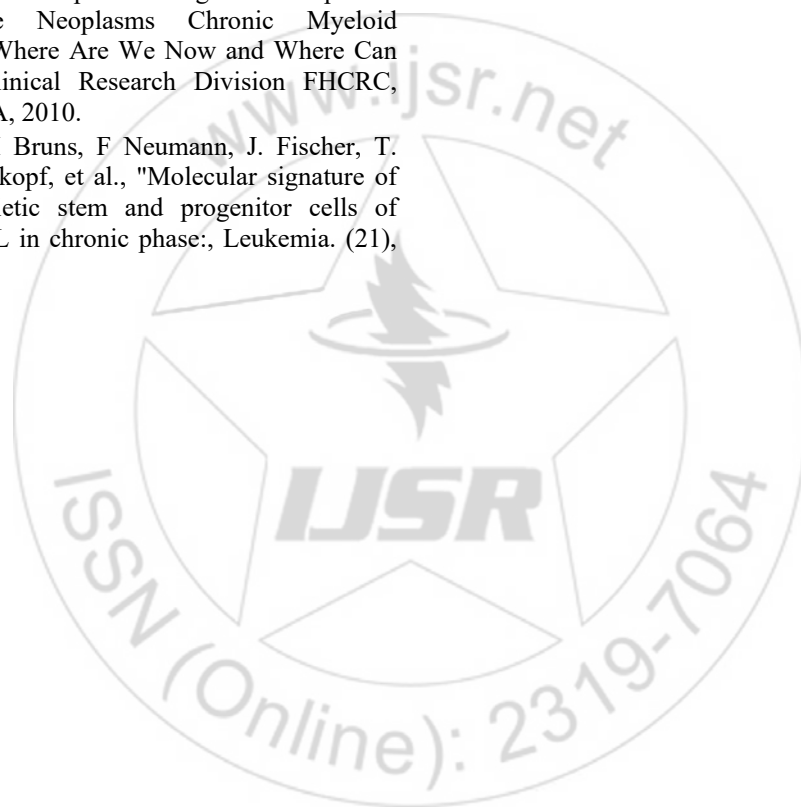 e Neoplasms Chronic Myeloid
Where Are We Now and Where Can
linical Research Division FHCRC,
A, 2010.
Bruns, F Neumann, J. Fischer, T.
kopf, et al., "Molecular signature of
etic stem and progenitor cells of
L in chronic phase:, Leukemia. (21),
www.ijsr.net
IJSR
ISSN (Online): 2319-7064